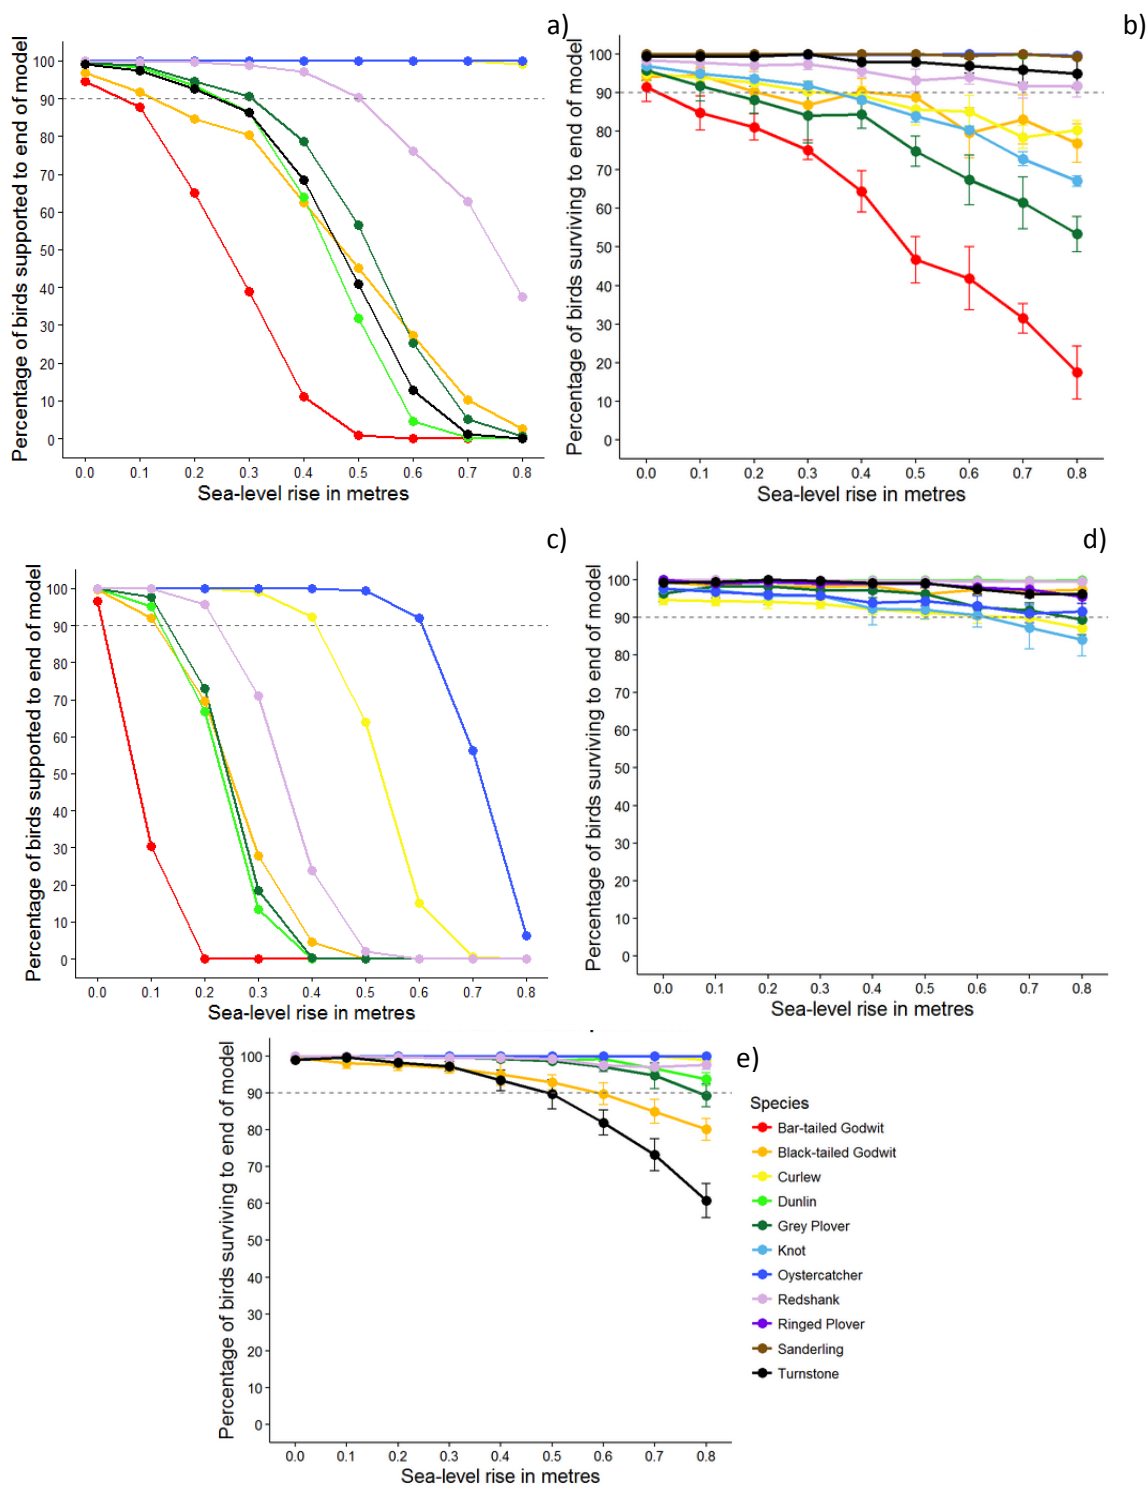 a)
Percentage of birds supported to end of model
100
90
80
70
60
50
40
30
20
10
0
0.0 0.1 0.2 0.3 0.4 0.5 0.6 0.7 0.8
Sea-level rise in metres
b)
Percentage of birds surviving to end of model
100
90
80
70
60
50
40
30
20
10
0
0.0 0.1 0.2 0.3 0.4 0.5 0.6 0.7 0.8
Sea-level rise in metres
c)
Percentage of birds supported to end of model
100
90
80
70
60
50
40
30
20
10
0
0.0 0.1 0.2 0.3 0.4 0.5 0.6 0.7 0.8
Sea-level rise in metres
d)
Percentage of birds surviving to end of model
100
90
80
70
60
50
40
30
20
10
0
0.0 0.1 0.2 0.3 0.4 0.5 0.6 0.7 0.8
Sea-level rise in metres
e)
Percentage of birds surviving to end of model
100
90
80
70
60
50
40
30
20
10
0
0.0 0.1 0.2 0.3 0.4 0.5 0.6 0.7 0.8
Sea-level rise in metres
Species
Bar-tailed Godwit
Black-tailed Godwit
Curlew
Dunlin
Grey Plover
Knot
Oystercatcher
Redshank
Ringed Plover
Sanderling
Turnstone